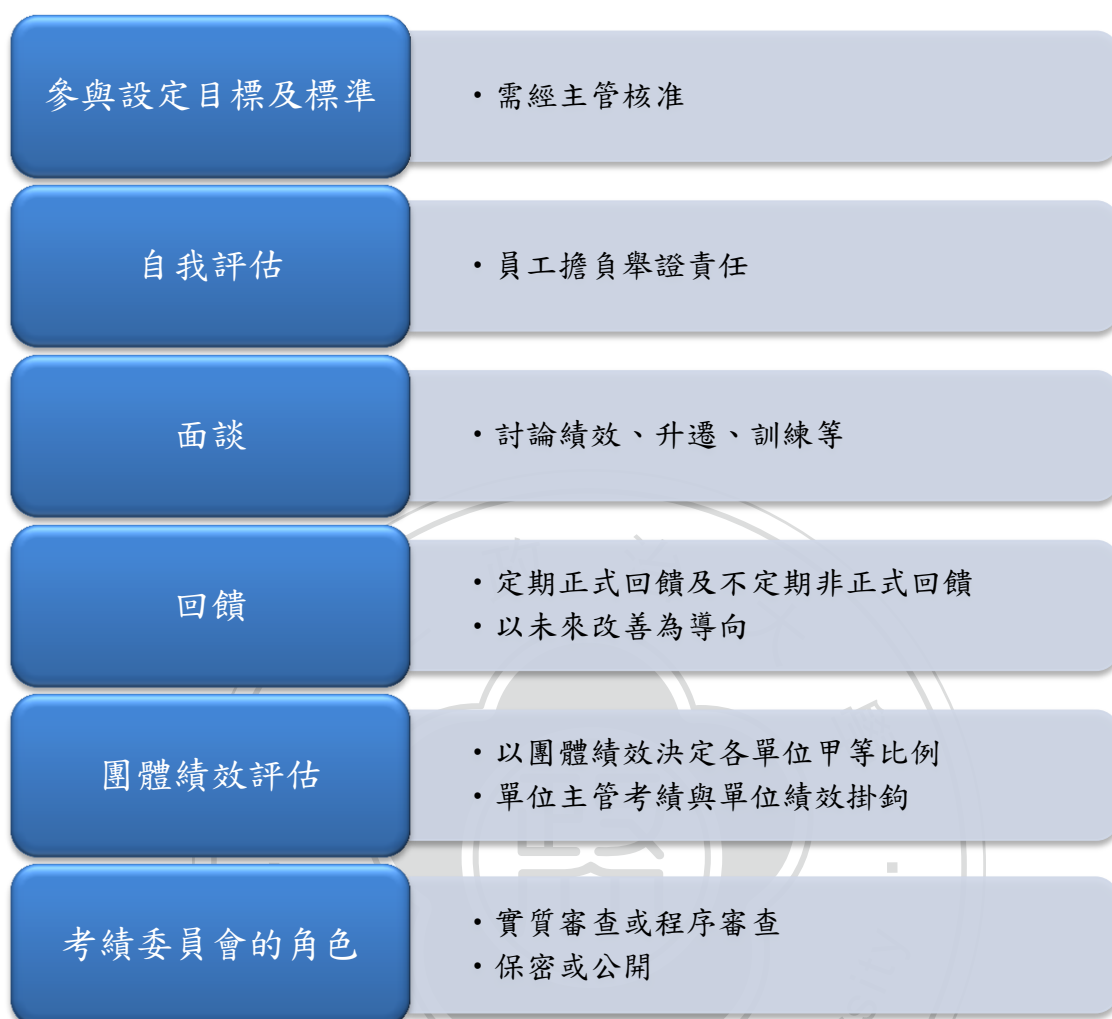 參與設定目標及標準
・需經主管核准
自我評估
・員工擔負舉證責任
面談
・討論績效、升遷、訓練等
回饋
・定期正式回饋及不定期非正式回饋
・以未來改善為導向
團體績效評估
・以團體績效決定各單位甲等比例
・單位主管考績與單位績效掛鉤
考績委員會的角色
・實質審查或程序審查
・保密或公開